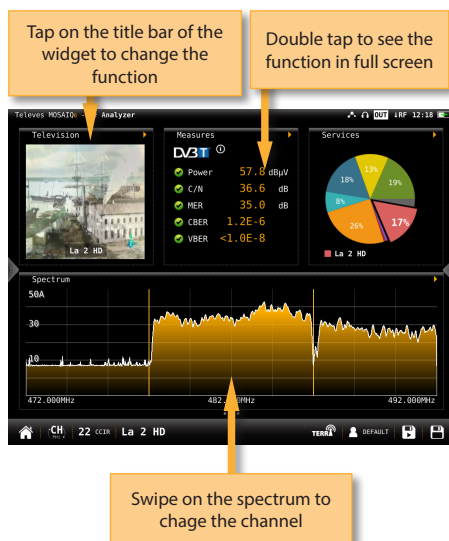 Tap on the title bar of the
widget to change the
function
Double tap to see the
function in full screen
Televes MOSAIQ6 - Analyzer
OUT ↓RF 12:18
Television
La 2 HD
Measures
DVB T
Power 57.8 dBµV
C/N 36.6 dB
MER 35.0 dB
CBER 1.2E-6
VBER <1.0E-8
Services
13%
19%
18%
8%
26%
17%
La 2 HD
Spectrum
50A
30
10
472.000MHz 482. MHz 492.000MHz
CH 22 CCIR La 2 HD TERR DEFAULT
Swipe on the spectrum to
chage the channel